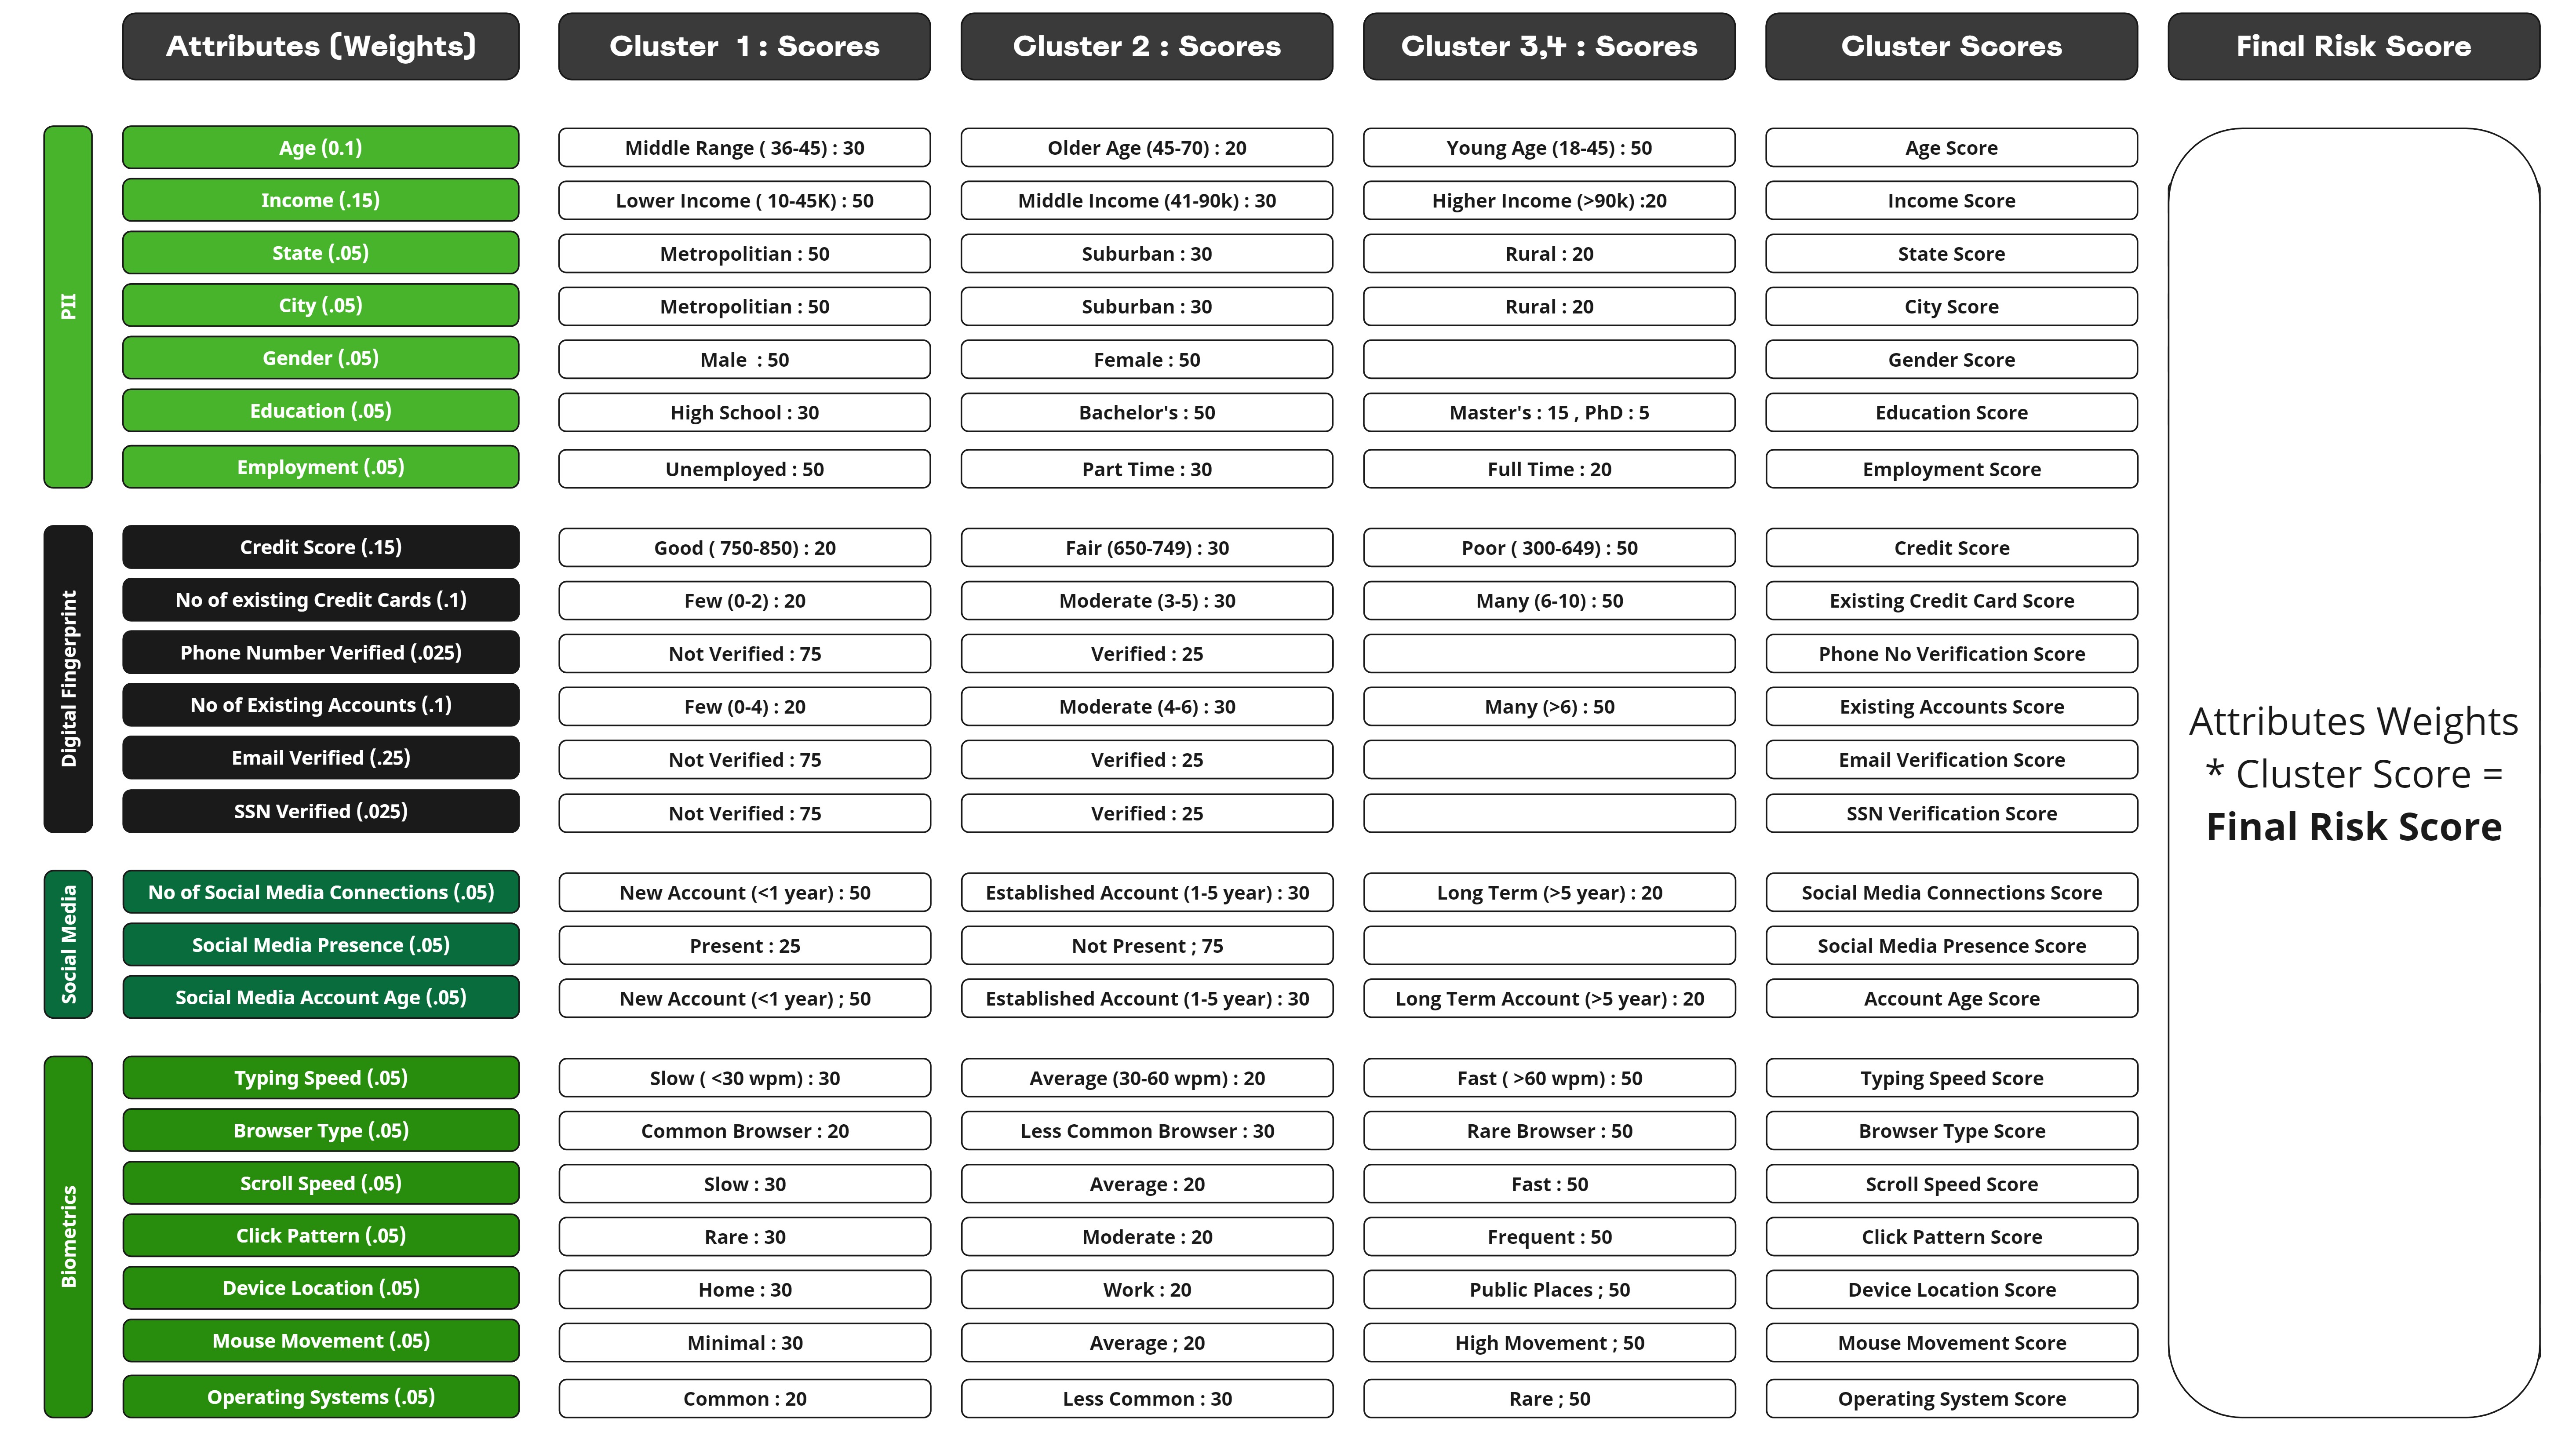 Attributes (Weights)
Cluster 1 : Scores
Cluster 2 : Scores
Cluster 3,4 : Scores
Cluster Scores
Final Risk Score
PII
Age (0.1)
Middle Range ( 36-45) : 30
Older Age (45-70) : 20
Young Age (18-45) : 50
Age Score
Income (.15)
Lower Income ( 10-45K) : 50
Middle Income (41-90k) : 30
Higher Income (>90k) :20
Income Score
State (.05)
Metropolitian : 50
Suburban : 30
Rural : 20
State Score
City (.05)
Metropolitian : 50
Suburban : 30
Rural : 20
City Score
Gender (.05)
Male : 50
Female : 50
Gender Score
Education (.05)
High School : 30
Bachelor's : 50
Master's : 15 , PhD : 5
Education Score
Employment (.05)
Unemployed : 50
Part Time : 30
Full Time : 20
Employment Score
Digital Fingerprint
Credit Score (.15)
Good ( 750-850) : 20
Fair (650-749) : 30
Poor ( 300-649) : 50
Credit Score
No of existing Credit Cards (.1)
Few (0-2) : 20
Moderate (3-5) : 30
Many (6-10) : 50
Existing Credit Card Score
Phone Number Verified (.025)
Not Verified : 75
Verified : 25
Phone No Verification Score
No of Existing Accounts (.1)
Few (0-4) : 20
Moderate (4-6) : 30
Many (>6) : 50
Existing Accounts Score
Email Verified (.25)
Not Verified : 75
Verified : 25
Email Verification Score
SSN Verified (.025)
Not Verified : 75
Verified : 25
SSN Verification Score
Social Media
No of Social Media Connections (.05)
New Account (<1 year) : 50
Established Account (1-5 year) : 30
Long Term (>5 year) : 20
Social Media Connections Score
Social Media Presence (.05)
Present : 25
Not Present ; 75
Social Media Presence Score
Social Media Account Age (.05)
New Account (<1 year) ; 50
Established Account (1-5 year) : 30
Long Term Account (>5 year) : 20
Account Age Score
Biometrics
Typing Speed (.05)
Slow ( <30 wpm) : 30
Average (30-60 wpm) : 20
Fast ( >60 wpm) : 50
Typing Speed Score
Browser Type (.05)
Common Browser : 20
Less Common Browser : 30
Rare Browser : 50
Browser Type Score
Scroll Speed (.05)
Slow : 30
Average : 20
Fast : 50
Scroll Speed Score
Click Pattern (.05)
Rare : 30
Moderate : 20
Frequent : 50
Click Pattern Score
Device Location (.05)
Home : 30
Work : 20
Public Places ; 50
Device Location Score
Mouse Movement (.05)
Minimal : 30
Average ; 20
High Movement ; 50
Mouse Movement Score
Operating Systems (.05)
Common : 20
Less Common : 30
Rare ; 50
Operating System Score
Attributes Weights
* Cluster Score =
Final Risk Score